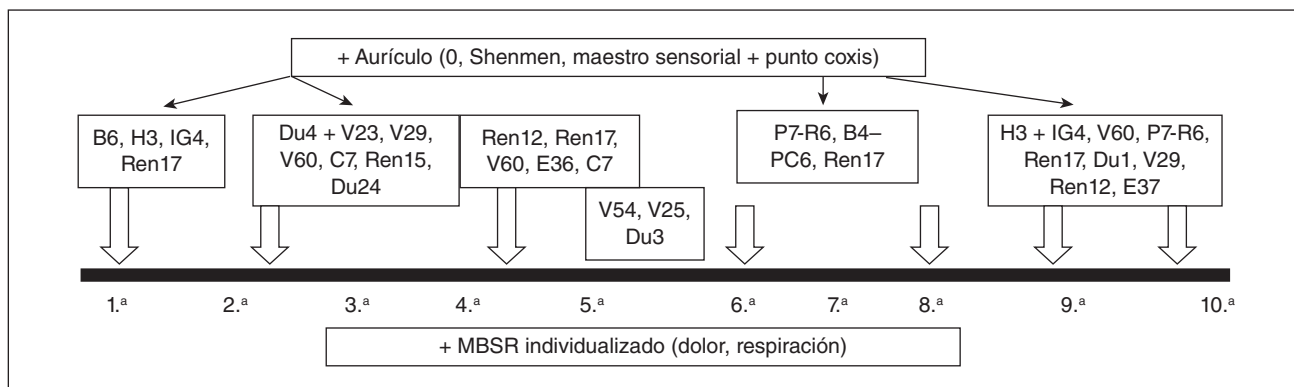 + Aurículo (0, Shenmen, maestro sensorial + punto coxis)
B6, H3, IG4,
Ren17
Du4 + V23, V29,
V60, C7, Ren15,
Du24
Ren12, Ren17,
V60, E36, C7
V54, V25,
Du3
P7-R6, B4–
PC6, Ren17
H3 + IG4, V60, P7-R6,
Ren17, Du1, V29,
Ren12, E37
1.ª 2.ª 3.ª 4.ª 5.ª 6.ª 7.ª 8.ª 9.ª 10.ª
+ MBSR individualizado (dolor, respiración)